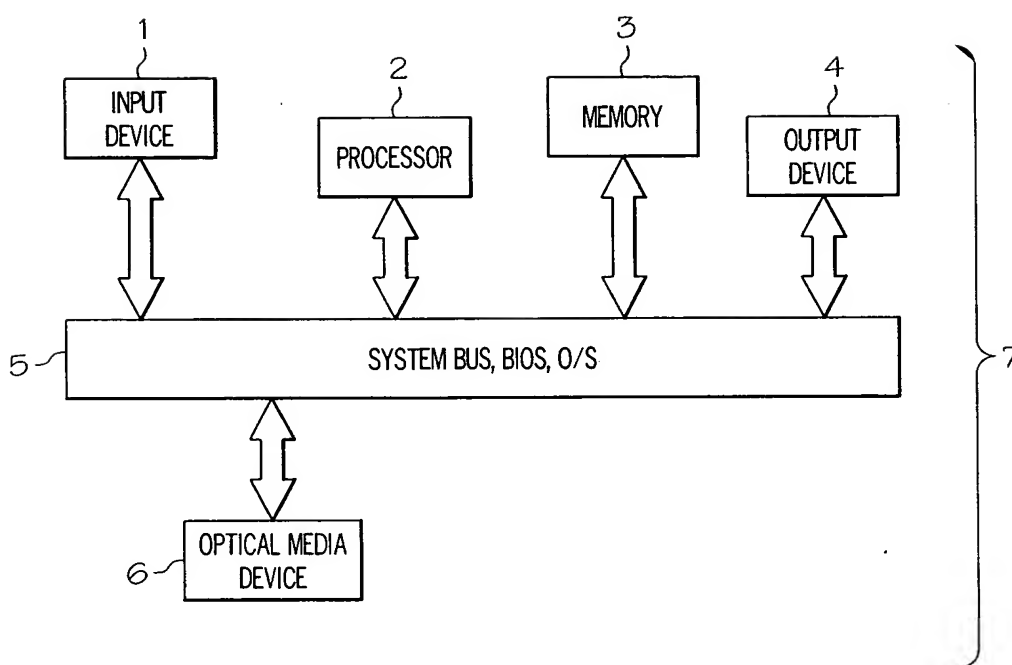 1
INPUT
DEVICE
2
PROCESSOR
3
MEMORY
4
OUTPUT
DEVICE
5
SYSTEM BUS, BIOS, O/S
7
6
OPTICAL MEDIA
DEVICE